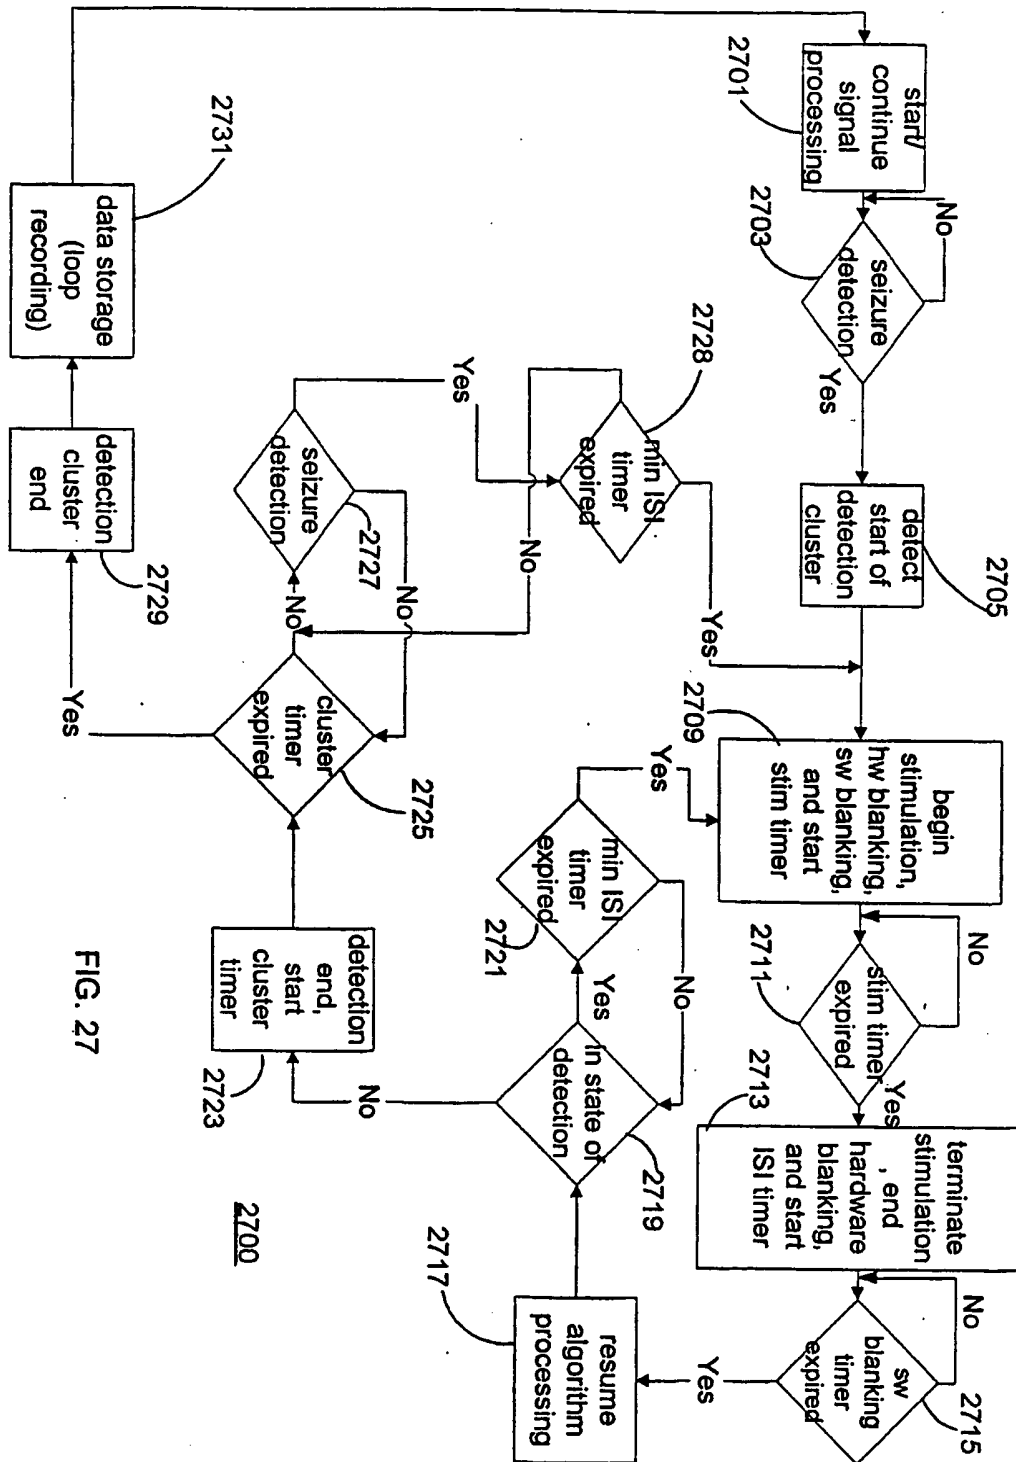 start/
continue
signal
processing
2701
No
seizure
detection
2703
Yes
detect
start of
detection
cluster
2705
begin
stimulation,
hw blanking,
sw blanking,
and start
stim timer
2709
No
stim timer
expired
2711
Yes
terminate
stimulation
, end
hardware
blanking,
and start
ISI timer
2713
No
sw
blanking
timer
expired
2715
Yes
resume
algorithm
processing
2717
in state of
detection
2719
Yes
min ISI
timer
expired
2721
Yes
No
No
detection
end,
start
cluster
timer
2723
cluster
timer
expired
2725
No
seizure
detection
2727
No
Yes
min ISI
timer
expired
2728
No
Yes
Yes
detection
cluster
end
2729
data storage
(loop
recording)
2731
2700
FIG. 27